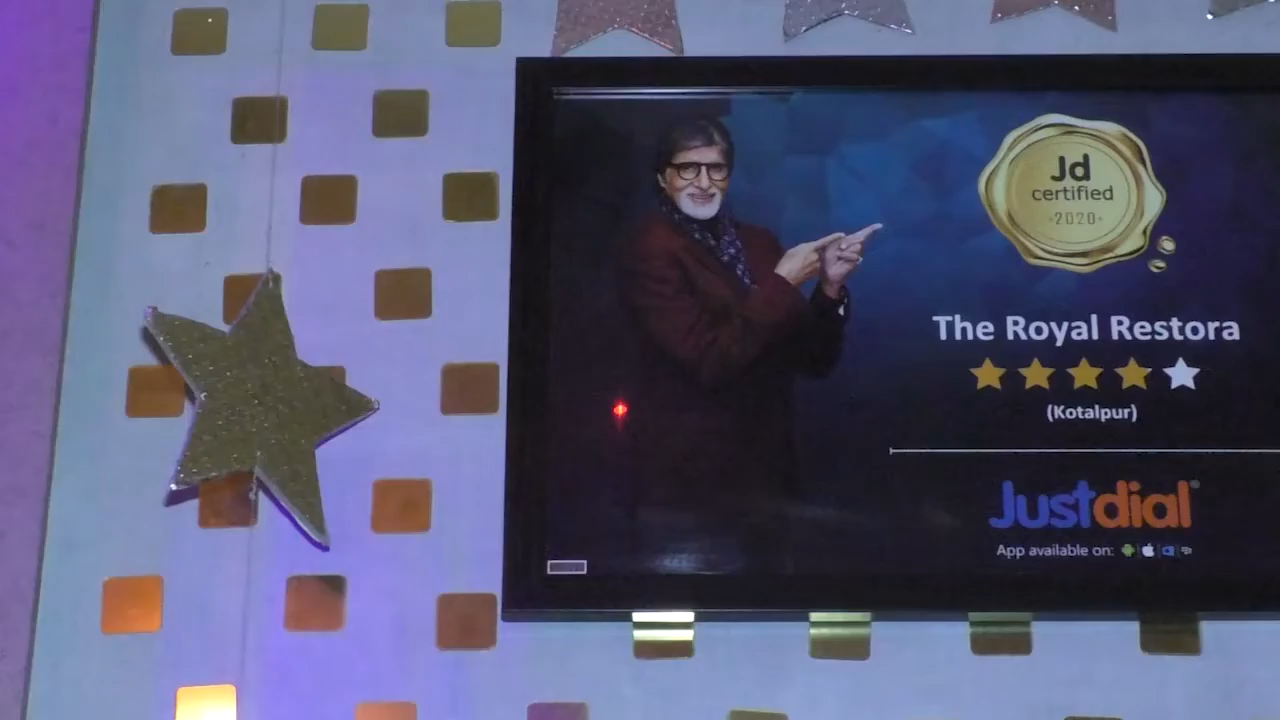 Jd
certified
•2020•
The Royal Restora
(Kotalpur)
Justdial®
App available on: